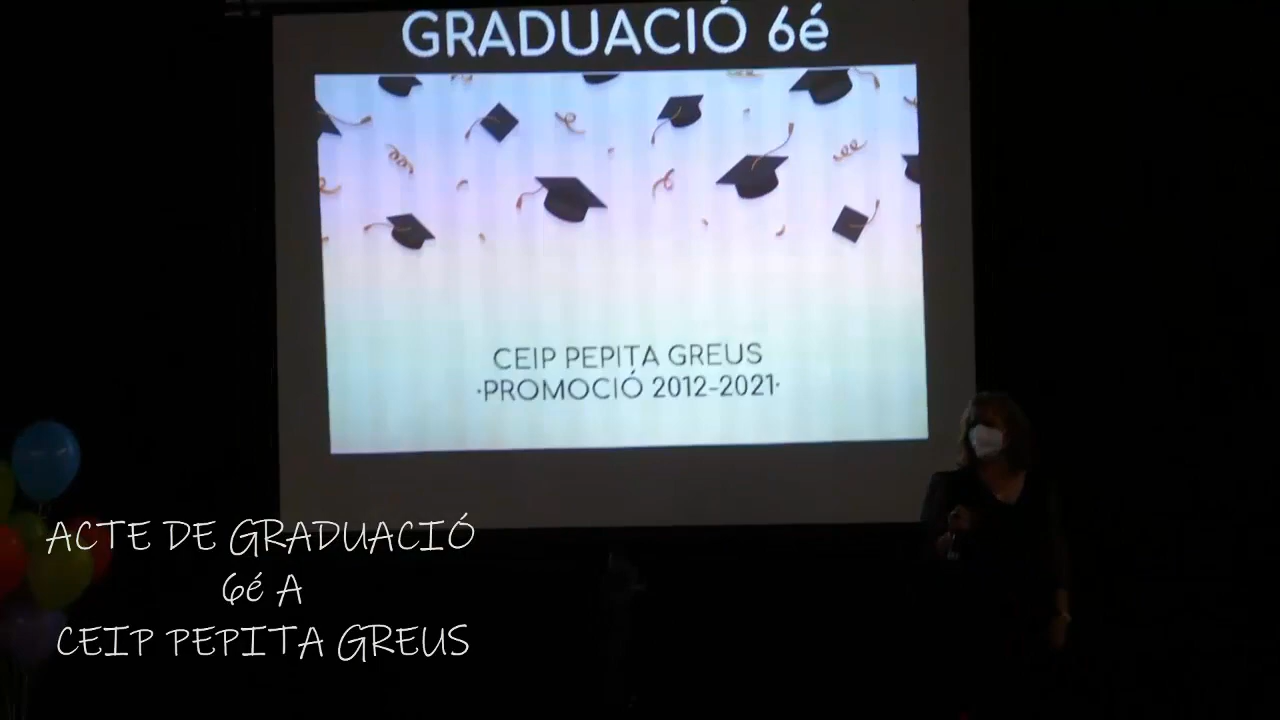 GRADUACIÓ 6é
CEIP PEPITA GREUS
·PROMOCIÓ 2012-2021·
ACTE DE GRADUACIÓ
6é A
CEIP PEPITA GREUS